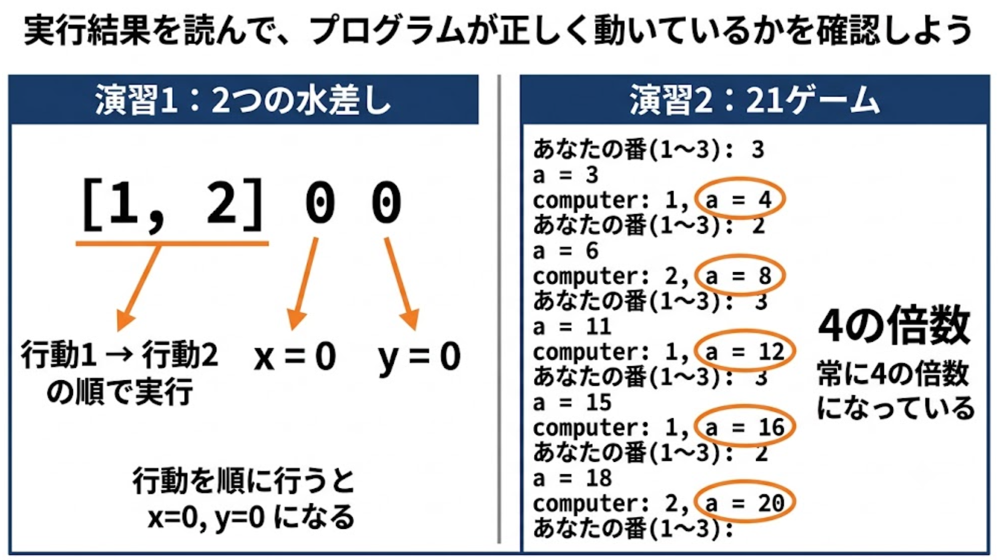 実行結果を読んで、プログラムが正しく動いているかを確認しよう
演習1：2つの水差し
[1, 2] 0 0
行動1 → 行動2
の順で実行
x = 0
y = 0
行動を順に行うと
x=0, y=0 になる
演習2：21ゲーム
あなたの番(1～3): 3
a = 3
computer: 1, a = 4
あなたの番(1～3): 2
a = 6
computer: 2, a = 8
あなたの番(1～3): 3
a = 11
computer: 1, a = 12
あなたの番(1～3): 3
a = 15
computer: 1, a = 16
あなたの番(1～3): 2
a = 18
computer: 2, a = 20
あなたの番(1～3):
4の倍数
常に4の倍数
になっている